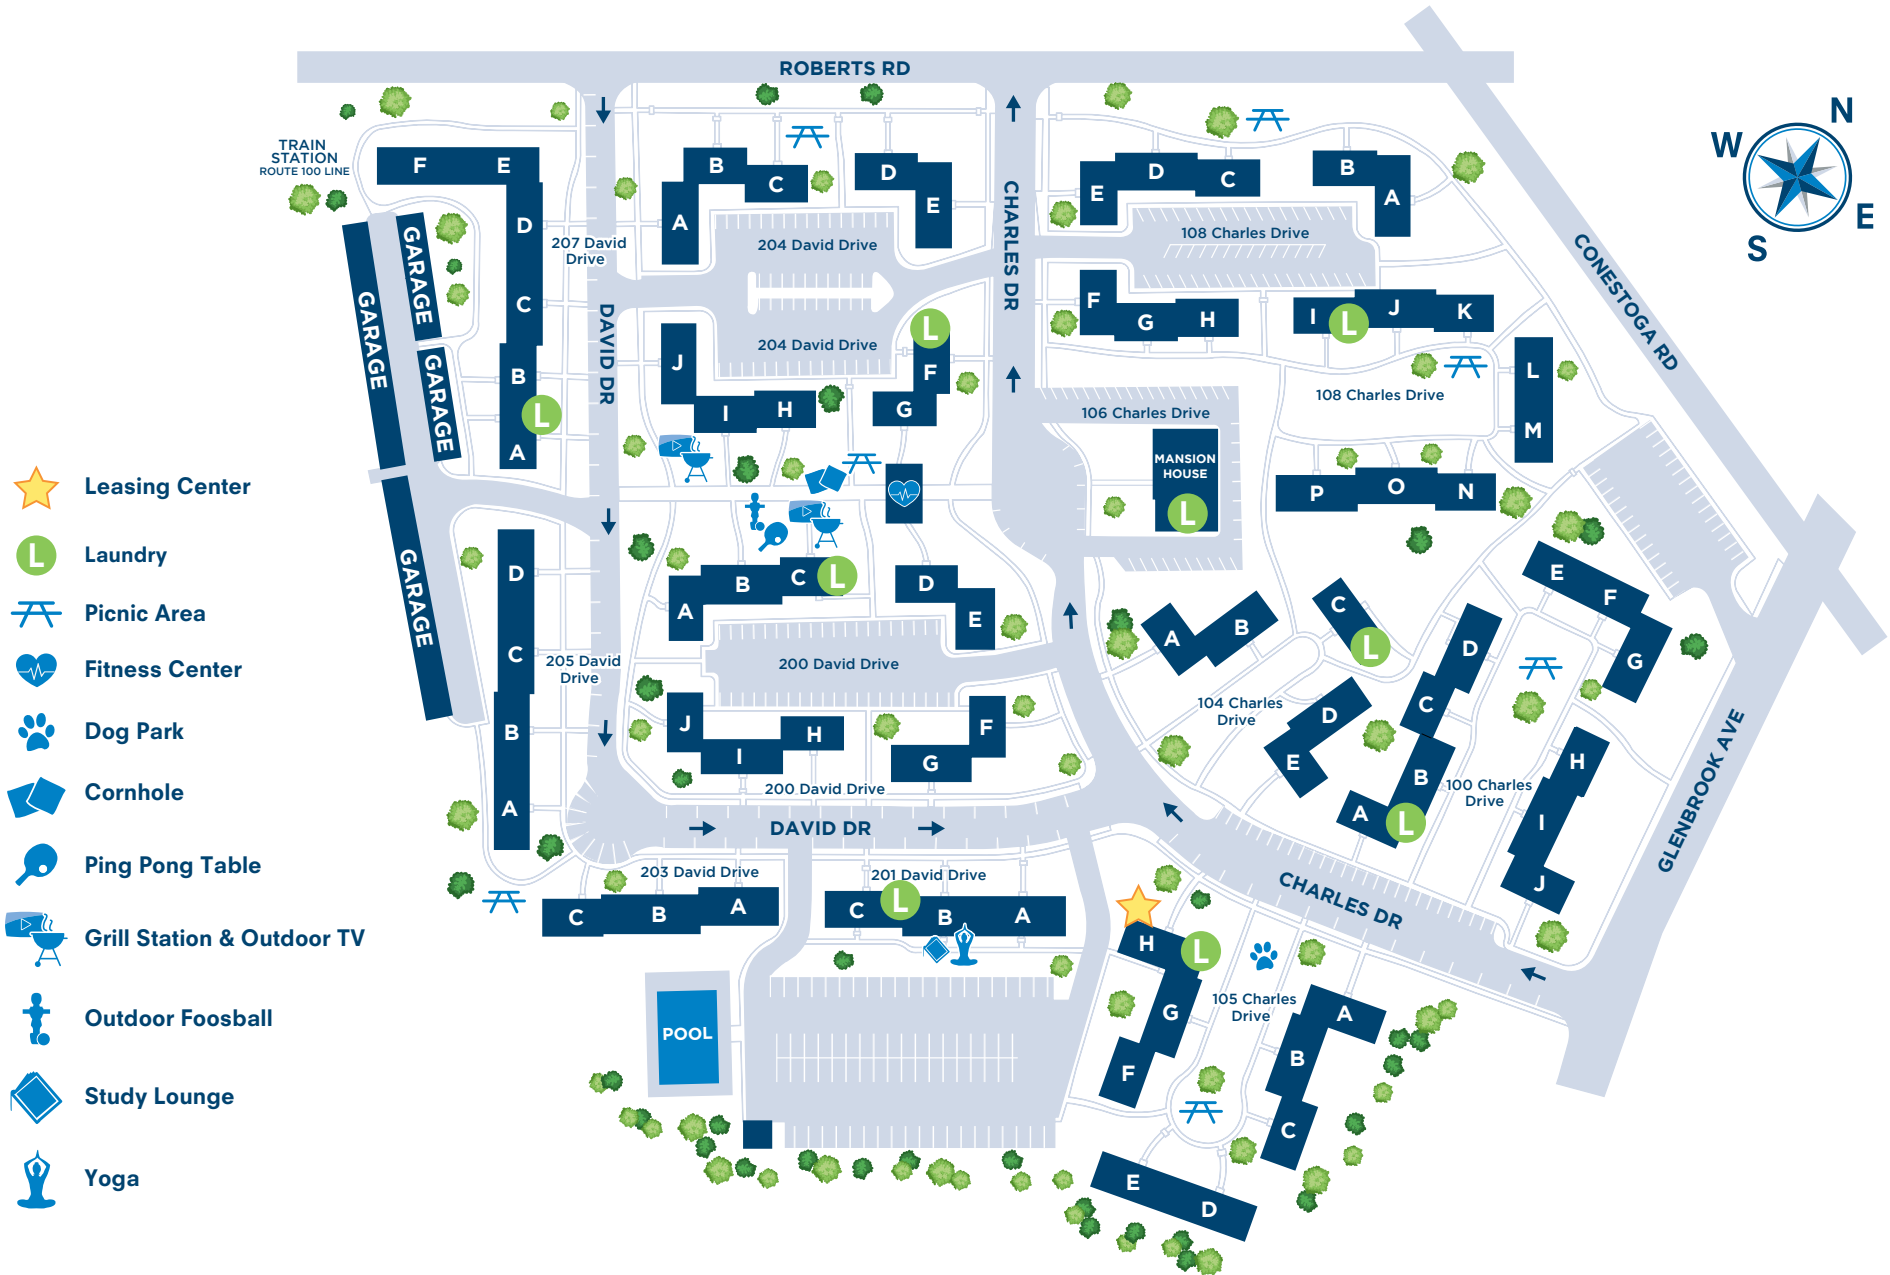 ROBERTS RD
N
W
E
S
TRAIN
STATION
ROUTE 100 LINE
F E
D
C
B
L
A
GARAGE
GARAGE
GARAGE
GARAGE
207 David
Drive
DAVID DR
B
C
A
D
E
204 David Drive
204 David Drive
L
J
F
I H
G
CHARLES DR
D
C
E
B
A
108 Charles Drive
F
G H
I L J K
L
M
108 Charles Drive
P O N
CONESTOGA RD
106 Charles Drive
MANSION
HOUSE
L
Leasing Center
L Laundry
Picnic Area
Fitness Center
Dog Park
Cornhole
Ping Pong Table
Grill Station & Outdoor TV
Outdoor Foosball
Study Lounge
Yoga
D
C
B
A
205 David
Drive
B C L
A
D
E
200 David Drive
J
H
I
F
G
200 David Drive
DAVID DR
A B
C
L
D
E
104 Charles
Drive
E
F
G
D
C
B
A L
100 Charles
Drive
H
I
J
GLENBROOK AVE
203 David Drive
C B A
201 David Drive
C L B A
POOL
CHARLES DR
H L
G
F
105 Charles
Drive
A
B
C
E
D